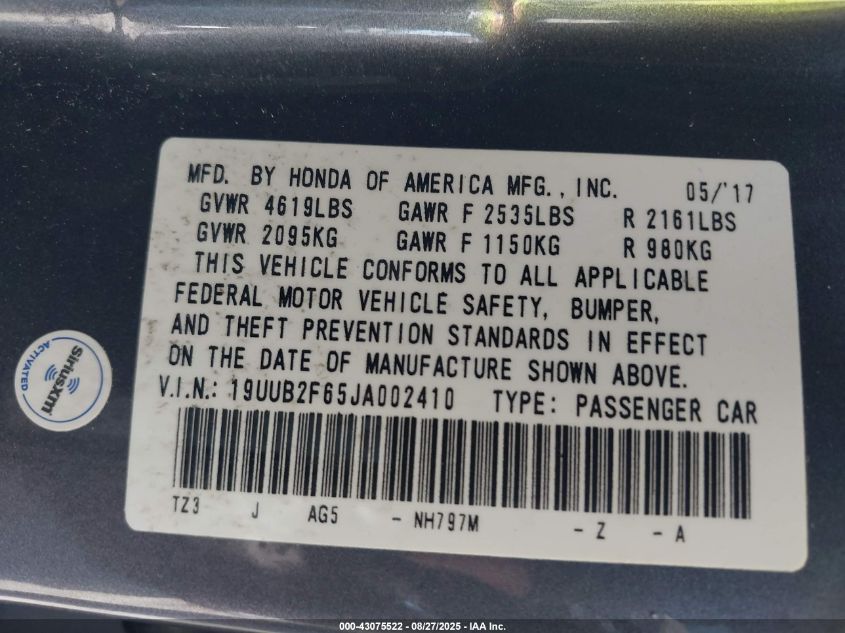 MFD. BY HONDA OF AMERICA MFG., INC. 05/'17
GVWR 4619LBS GAWR F 2535LBS R 2161LBS
GVWR 2095KG GAWR F 1150KG R 980KG
THIS VEHICLE CONFORMS TO ALL APPLICABLE
FEDERAL MOTOR VEHICLE SAFETY, BUMPER,
AND THEFT PREVENTION STANDARDS IN EFFECT
ON THE DATE OF MANUFACTURE SHOWN ABOVE.
V.I.N.: 19UUB2F65JA002410 TYPE: PASSENGER CAR
TZ3 J AG5 - NH797M - Z - A
((SiriusXM))
ACTIVATED
000-43075522 - 08/27/2025 - IAA Inc.